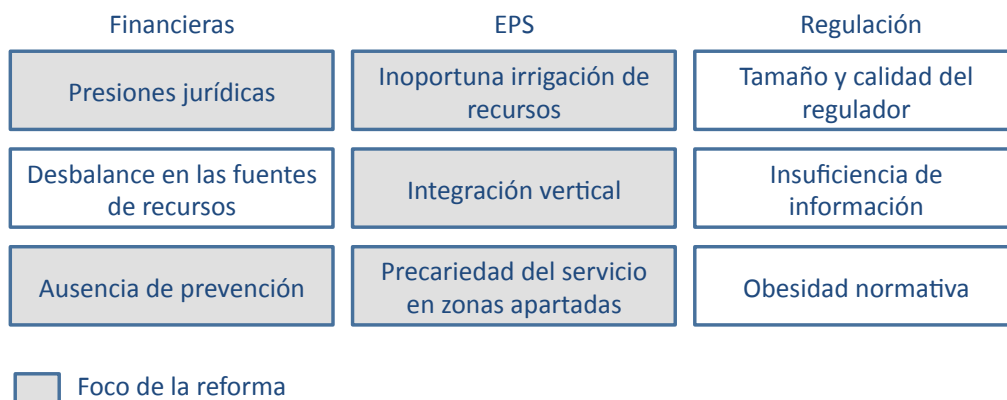 Financieras
EPS
Regulación
Presiones jurídicas
Inoportuna irrigación de
recursos
Tamaño y calidad del
regulador
Desbalance en las fuentes
de recursos
Integración vertical
Insuficiencia de
información
Ausencia de prevención
Precariedad del servicio
en zonas apartadas
Obesidad normativa
Foco de la reforma